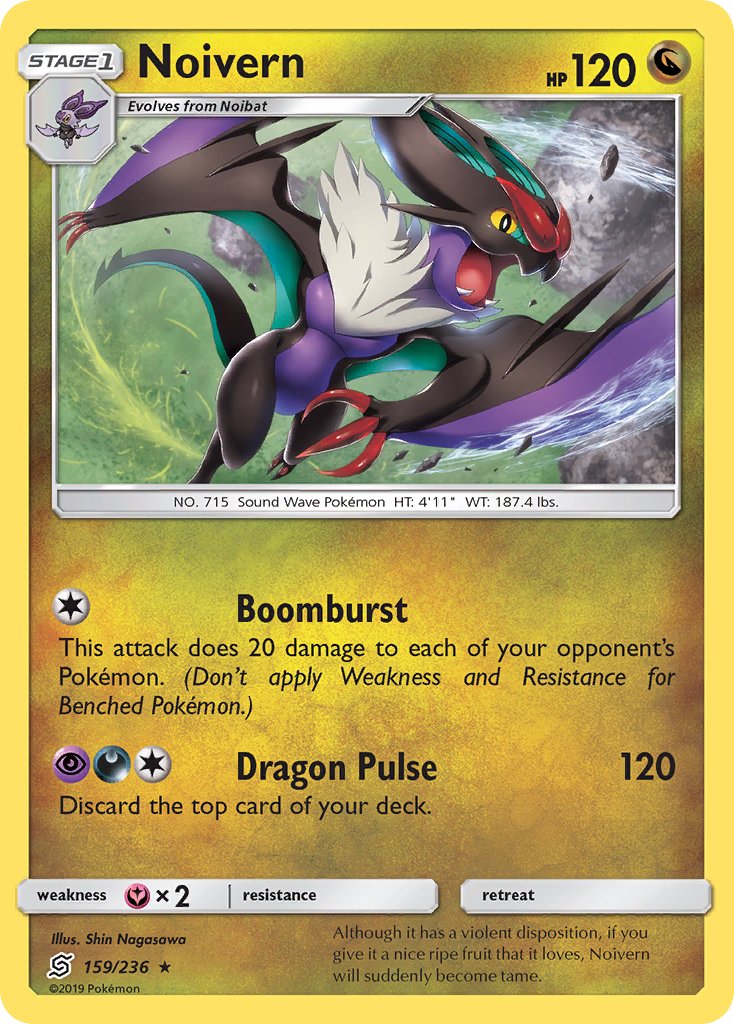 STAGE1
Noivern
HP 120
Evolves from Noibat
NO. 715 Sound Wave Pokémon HT: 4'11" WT: 187.4 lbs.
Boomburst
This attack does 20 damage to each of your opponent's
Pokémon. (Don't apply Weakness and Resistance for
Benched Pokémon.)
Dragon Pulse 120
Discard the top card of your deck.
weakness ×2 resistance retreat
Illus. Shin Nagasawa
159/236 ★
©2019 Pokémon
Although it has a violent disposition, if you
give it a nice ripe fruit that it loves, Noivern
will suddenly become tame.